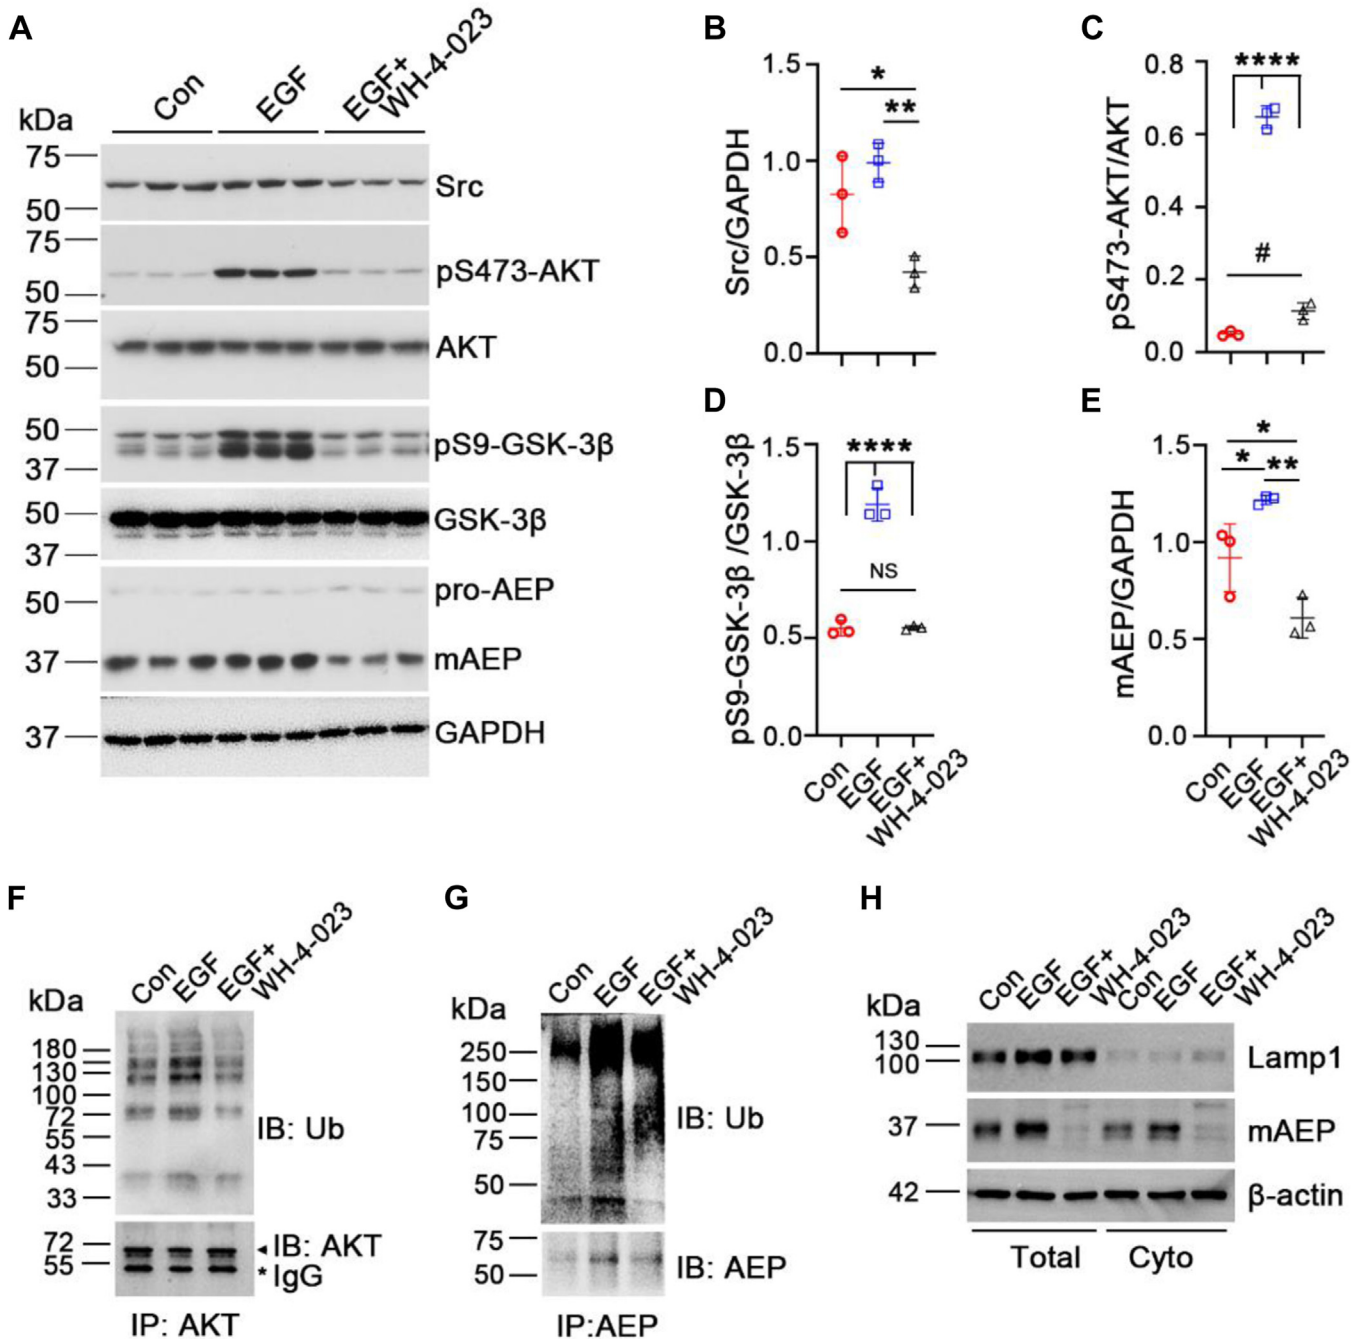 A
Con
EGF
EGF+
WH-4-023
kDa
75
50
Src
75
50
pS473-AKT
75
50
AKT
50
37
pS9-GSK-3β
50
37
GSK-3β
50
pro-AEP
37
mAEP
37
GAPDH
B
Src/GAPDH
1.5
1.0
0.5
0.0
*
**
C
pS473-AKT/AKT
0.8
0.6
0.4
0.2
0.0
****
#
D
pS9-GSK-3β /GSK-3β
1.5
1.0
0.5
0.0
****
NS
Con
EGF
EGF+
WH-4-023
E
mAEP/GAPDH
1.5
1.0
0.5
0.0
*
*
**
Con
EGF
EGF+
WH-4-023
F
Con
EGF
EGF+
WH-4-023
kDa
180
130
100
72
55
43
33
IB: Ub
72
55
IB: AKT
* IgG
IP: AKT
G
Con
EGF
EGF+
WH-4-023
kDa
250
150
100
75
50
IB: Ub
75
50
IB: AEP
IP:AEP
H
Con
EGF
EGF+
WH-4-023
Con
EGF
EGF+
WH-4-023
kDa
130
100
Lamp1
37
mAEP
42
β-actin
Total
Cyto